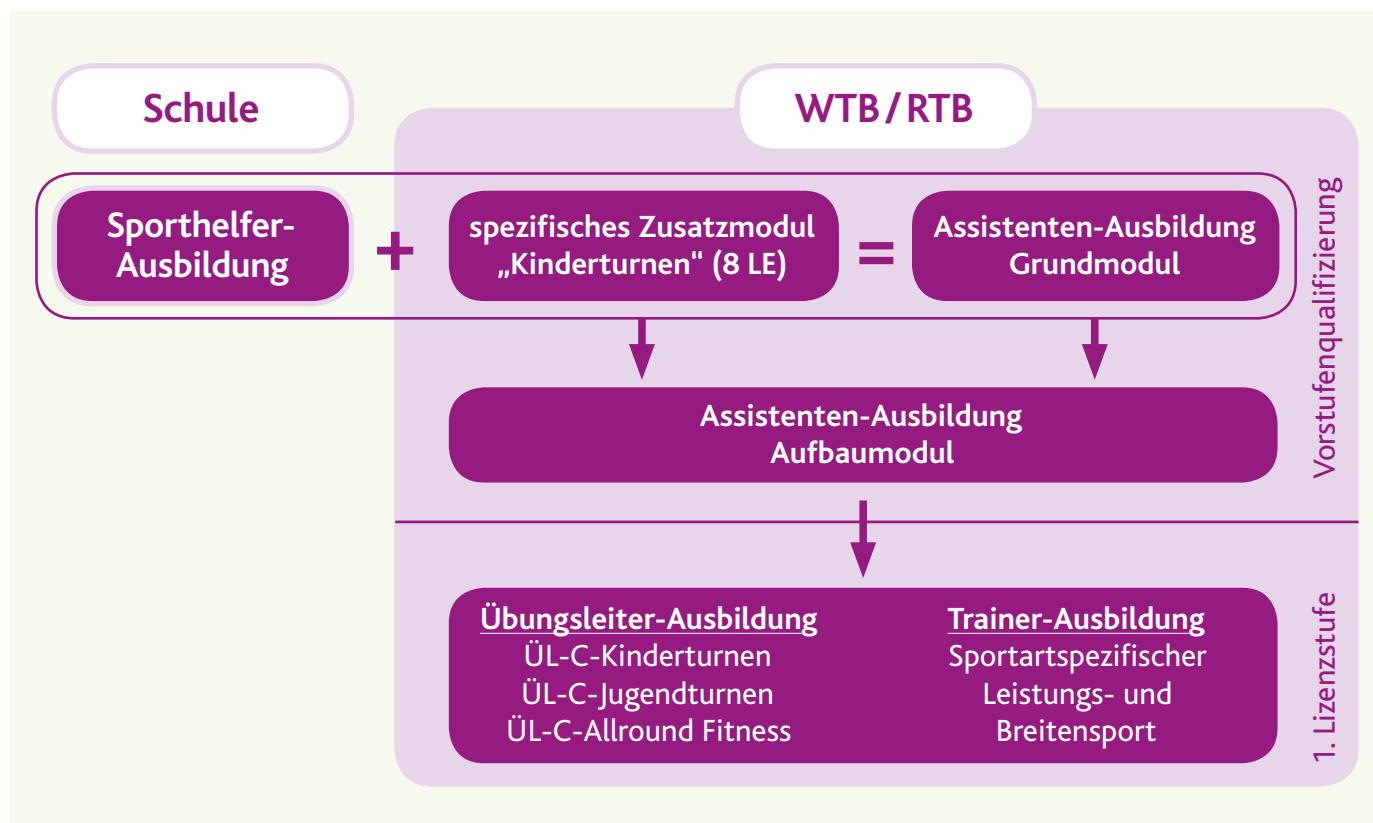 Schule
WTB/RTB
Sporthelfer-
Ausbildung
+
spezifisches Zusatzmodul
„Kinderturnen“ (8 LE)
=
Assistenten-Ausbildung
Grundmodul
Assistenten-Ausbildung
Aufbaumodul
Vorstufenqualifizierung
Übungsleiter-Ausbildung
ÜL-C-Kinderturnen
ÜL-C-Jugendturnen
ÜL-C-Allround Fitness
Trainer-Ausbildung
Sportartspezifischer
Leistungs- und
Breitensport
1. Lizenzstufe